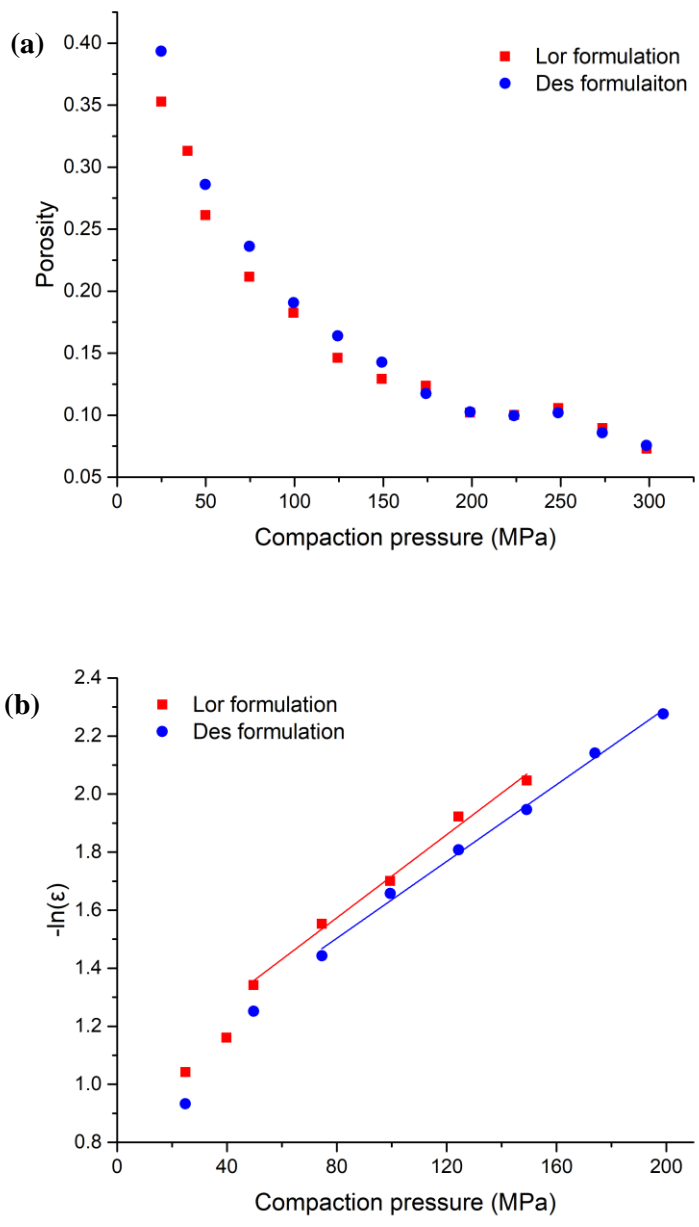 (a)
0.40
0.35
0.30
0.25
0.20
0.15
0.10
0.05
Porosity
Lor formulation
Des formulaiton
0 50 100 150 200 250 300
Compaction pressure (MPa)
(b)
2.4
2.2
2.0
1.8
1.6
1.4
1.2
1.0
0.8
-ln(ε)
Lor formulation
Des formulation
0 40 80 120 160 200
Compaction pressure (MPa)